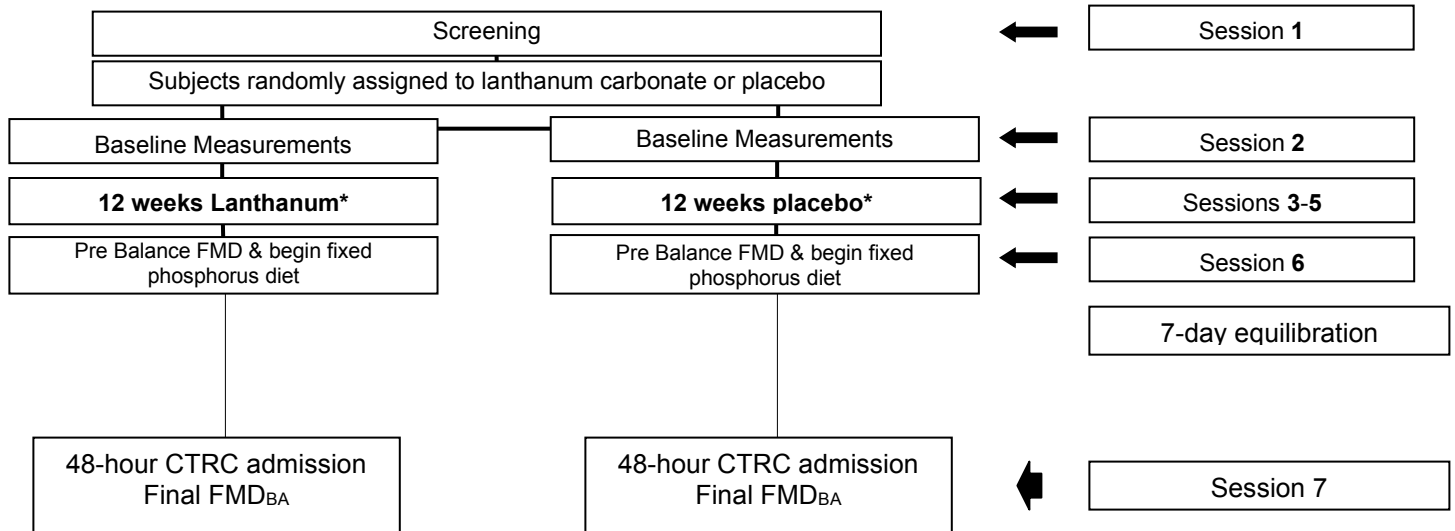 Screening
Session 1
Subjects randomly assigned to lanthanum carbonate or placebo
Baseline Measurements
Baseline Measurements
Session 2
12 weeks Lanthanum*
12 weeks placebo*
Sessions 3-5
Pre Balance FMD & begin fixed
phosphorus diet
Pre Balance FMD & begin fixed
phosphorus diet
Session 6
7-day equilibration
48-hour CTRC admission
Final FMDBA
48-hour CTRC admission
Final FMDBA
Session 7